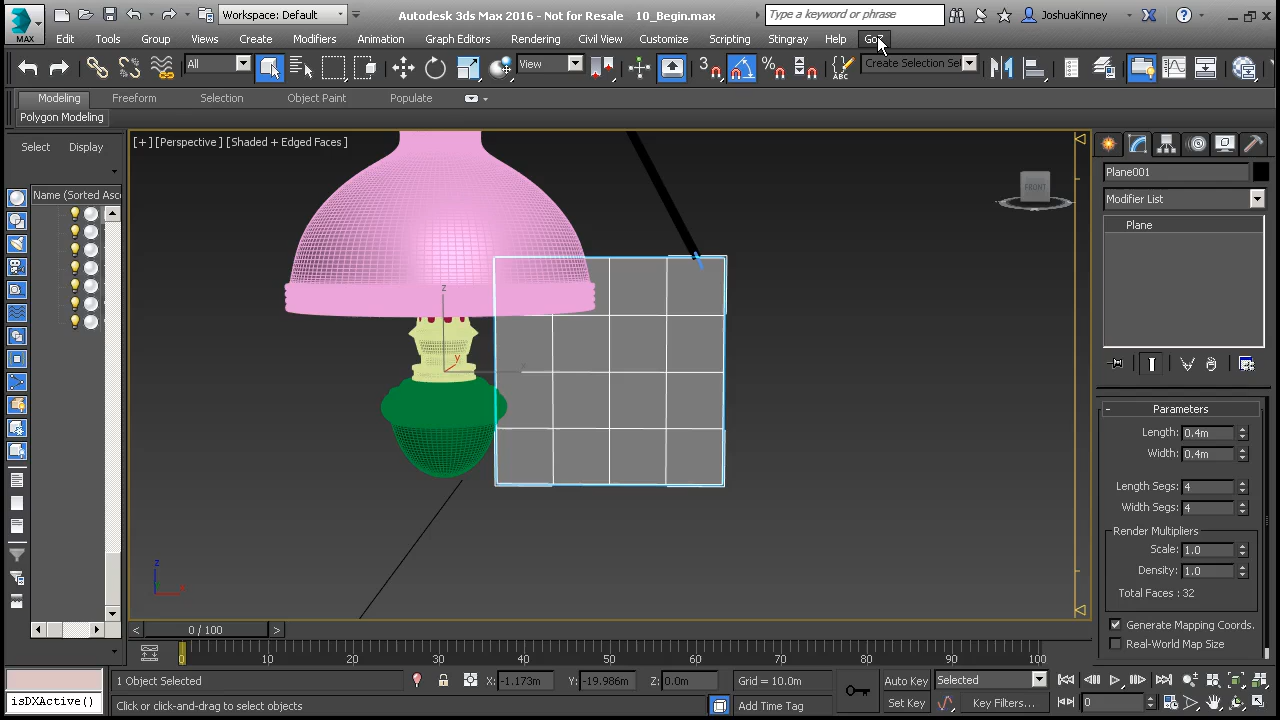 MAX
Workspace: Default
Autodesk 3ds Max 2016 - Not for Resale 10_Begin.max
Type a keyword or phrase
JoshuaKinney
Edit Tools Group Views Create Modifiers Animation Graph Editors Rendering Civil View Customize Scripting Stingray Help GoZ
All
View
3
Create Selection Set
Modeling Freeform Selection Object Paint Populate
Polygon Modeling
Select Display
Name (Sorted Asc
[+][Perspective][Shaded + Edged Faces]
FRONT
z
y
x
z
x
Plane001
Modifier List
Plane
- Parameters
Length: 0.4m
Width: 0.4m
Length Segs: 4
Width Segs: 4
Render Multipliers
Scale: 1.0
Density: 1.0
Total Faces : 32
Generate Mapping Coords.
Real-World Map Size
< 0 / 100 >
0 10 20 30 40 50 60 70 80 90 100
isDXActive()
1 Object Selected
X: -1.173m Y: -19.986m Z: 0.0m
Grid = 10.0m
Auto Key
Selected
Click-and-drag to select objects
Add Time Tag
Set Key
Key Filters...
0